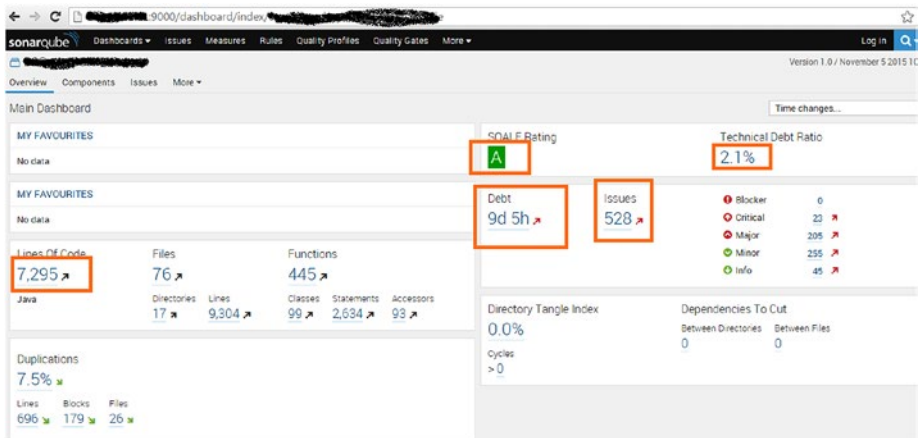 :9000/dashboard/index/
sonarqube Dashboards Issues Measures Rules Quality Profiles Quality Gates More Log in
Version 1.0 / November 5 2015
Overview Components Issues More
Main Dashboard
Time changes...
MY FAVOURITES
No data
MY FAVOURITES
No data
Lines Of Code
7,295
Java
Files
76
Directories Lines
17 9,304
Functions
445
Classes Statements Accessors
99 2,634 93
Duplications
7.5%
Lines Blocks Files
696 179 26
SQALE Rating
A
Technical Debt Ratio
2.1%
Debt
9d 5h
Issues
528
Blocker 0
Critical 23
Major 205
Minor 255
Info 45
Directory Tangle Index
0.0%
Cycles
> 0
Dependencies To Cut
Between Directories Between Files
0 0